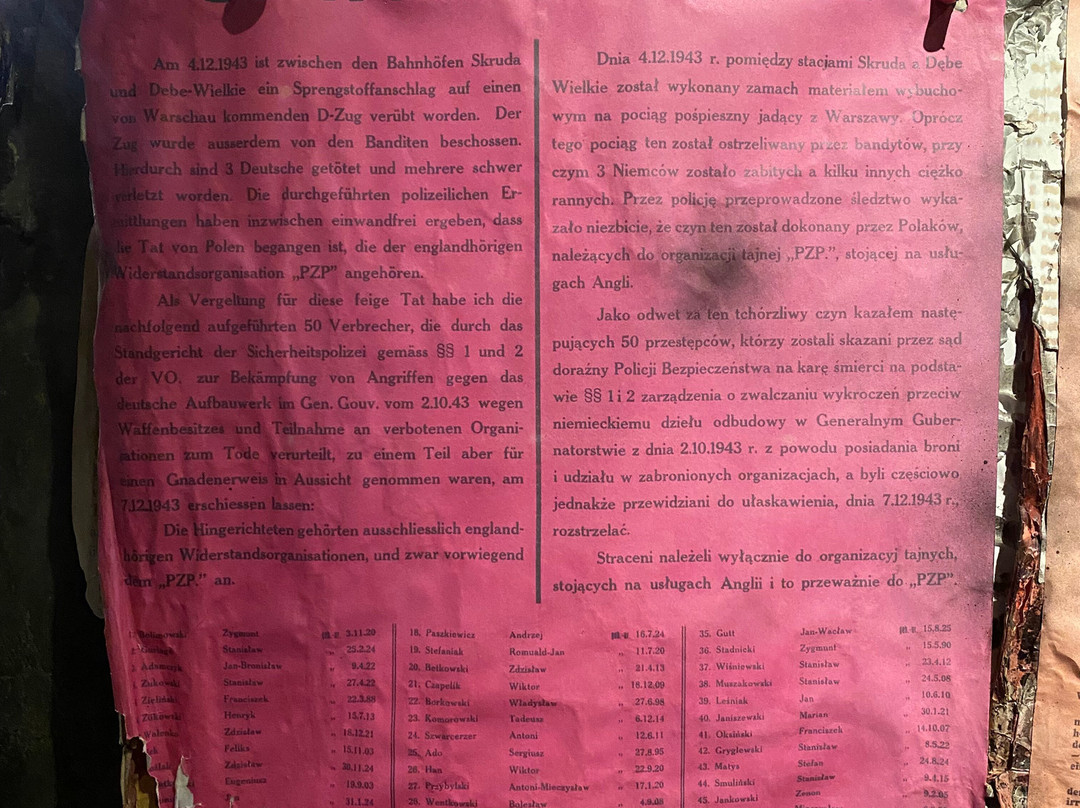 Am 4.12.1943 ist zwischen den Bahnhöfen Skruda
und Debe-Wielkie ein Sprengstoffanschlag auf einen
von Warschau kommenden D-Zug verübt worden. Der
Zug wurde ausserdem von den Banditen beschossen.
Hierdurch sind 3 Deutsche getötet und mehrere schwer
verletzt worden. Die durchgeführten polizeilichen Er-
mittlungen haben inzwischen einwandfrei ergeben, dass
die Tat von Polen begangen ist, die der englandhörigen
Widerstandsorganisation „PZP" angehören.
Als Vergeltung für diese feige Tat habe ich die
nachfolgend aufgeführten 50 Verbrecher, die durch das
Standgericht der Sicherheitspolizei gemäss §§ 1 und 2
der VO. zur Bekämpfung von Angriffen gegen das
deutsche Aufbauwerk im Gen. Gouv. vom 2.10.43 wegen
Waffenbesitzes und Teilnahme an verbotenen Organi-
sationen zum Tode verurteilt, zu einem Teil aber für
einen Gnadenerweis in Aussicht genommen waren, am
7.12.1943 erschiessen lassen:
Die Hingerichteten gehörten ausschliesslich england-
hörigen Widerstandsorganisationen, und zwar vorwiegend
dem „PZP." an.
Dnia 4.12.1943 r. pomiędzy stacjami Skruda a Dębe
Wielkie został wykonany zamach materiałem wybucho-
wym na pociąg pośpieszny jadący z Warszawy. Oprócz
tego pociąg ten został ostrzeliwany przez bandytów, przy
czym 3 Niemców zostało zabitych a kilku innych ciężko
rannych. Przez policję przeprowadzone śledztwo wyka-
zało niezbicie, że czyn ten został dokonany przez Polaków,
należących do organizacji tajnej „PZP.", stojącej na usłu-
gach Angli.
Jako odwet za ten tchórzliwy czyn kazałem nastę-
pujących 50 przestępców, którzy zostali skazani przez sąd
doraźny Policji Bezpieczeństwa na karę śmierci na podsta-
wie §§ 1 i 2 zarządzenia o zwalczaniu wykroczeń przeciw
niemieckiemu dziełu odbudowy w Generalnym Guber-
natorstwie z dnia 2.10.1943 r. z powodu posiadania broni
i udziału w zabronionych organizacjach, a byli częściowo
jednakże przewidziani do ułaskawienia, dnia 7.12.1943 r.,
rozstrzelać.
Straceni należeli wyłącznie do organizacyj tajnych,
stojących na usługach Anglii i to przeważnie do „PZP".
Zygmunt 3.11.20
Stanisław „ 25.2.24
Adamczyk Jan-Bronisław „ 9.4.22
Żukowski Stanisław „ 27.4.22
Zieliński Franciszek „ 22.3.88
Henryk „ 15.7.13
Zdzisław „ 18.12.21
Feliks „ 15.11.03
Zdzisław
Eugeniusz „ 19.9.03
„ 31.1.24
18. Paszkiewicz Andrzej 16.7.24
19. Stefaniak Romuald-Jan „ 11.7.20
20. Betkowski Zdzisław „ 21.4.13
21. Czapelik Wiktor „ 18.12.09
22. Borkowski Władysław „ 27.6.98
23. Komorowski Tadeusz „ 6.12.14
24. Szwarcerzer Antoni „ 12.6.11
25. Ado Sergiusz „ 27.8.95
26. Han Wiktor „ 22.9.20
27. Przybylski Antoni-Mieczysław „ 17.1.20
28. Wentkowski Bolesław „ 4.9.08
35. Gutt Jan-Wacław 15.8.25
36. Stadnicki Zygmunt „ 15.5.90
37. Wiśniewski Stanisław „ 23.4.12
38. Muszakowski Stanisław „ 24.5.08
39. Leśniak Jan „ 10.6.10
40. Janiszewski Marian „ 30.1.21
41. Oksiński Franciszek „ 14.10.07
42. Gryglewski Stanisław „ 8.5.22
43. Matys Stefan „ 24.8.24
44. Smuliński Stanisław „ 9.4.15
45. Jankowski Zenon „ 9.2.05